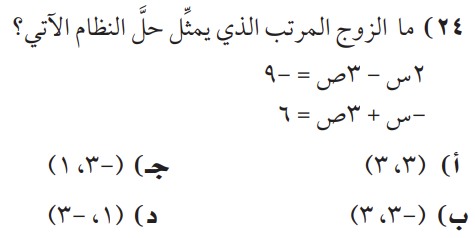 ٢٤) ما الزوج المرتب الذي يمثِّل حلَّ النظام الآتي؟
٢س – ٣ص = –٩
–س + ٣ص = ٦
أ) (٣، ٣)
جـ) (–٣، ١)
ب) (–٣، ٣)
د) (١، –٣)